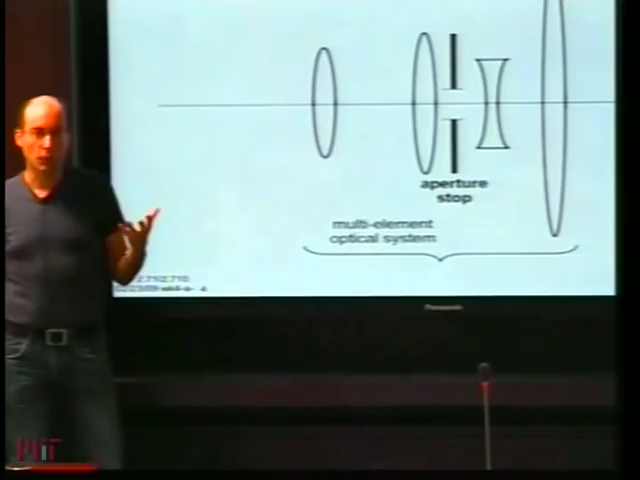 aperture
stop
multi-element
optical system
Panasonic
MIT